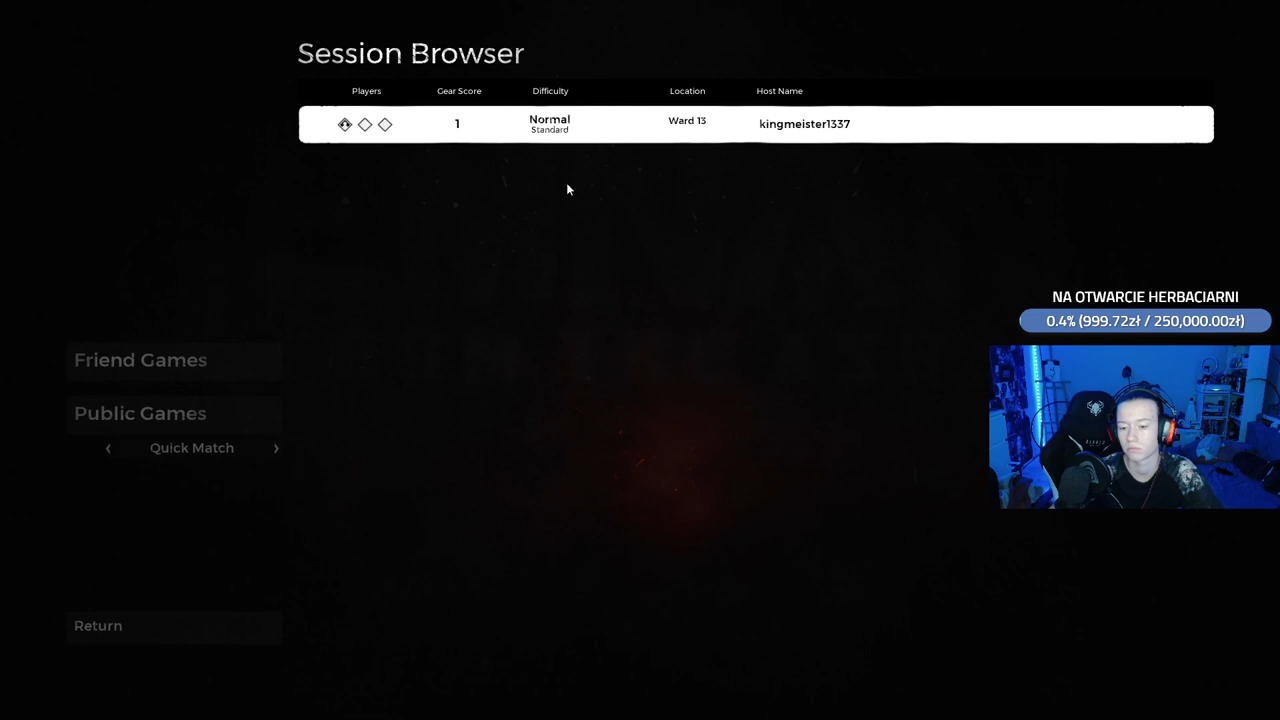 Session Browser
Players Gear Score Difficulty Location Host Name
1 Normal Ward 13 kingmeister1337
Standard
NA OTWARCIE HERBACIARNI
0.4% (999.72zł / 250,000.00zł)
Friend Games
Public Games
‹ Quick Match ›
Return